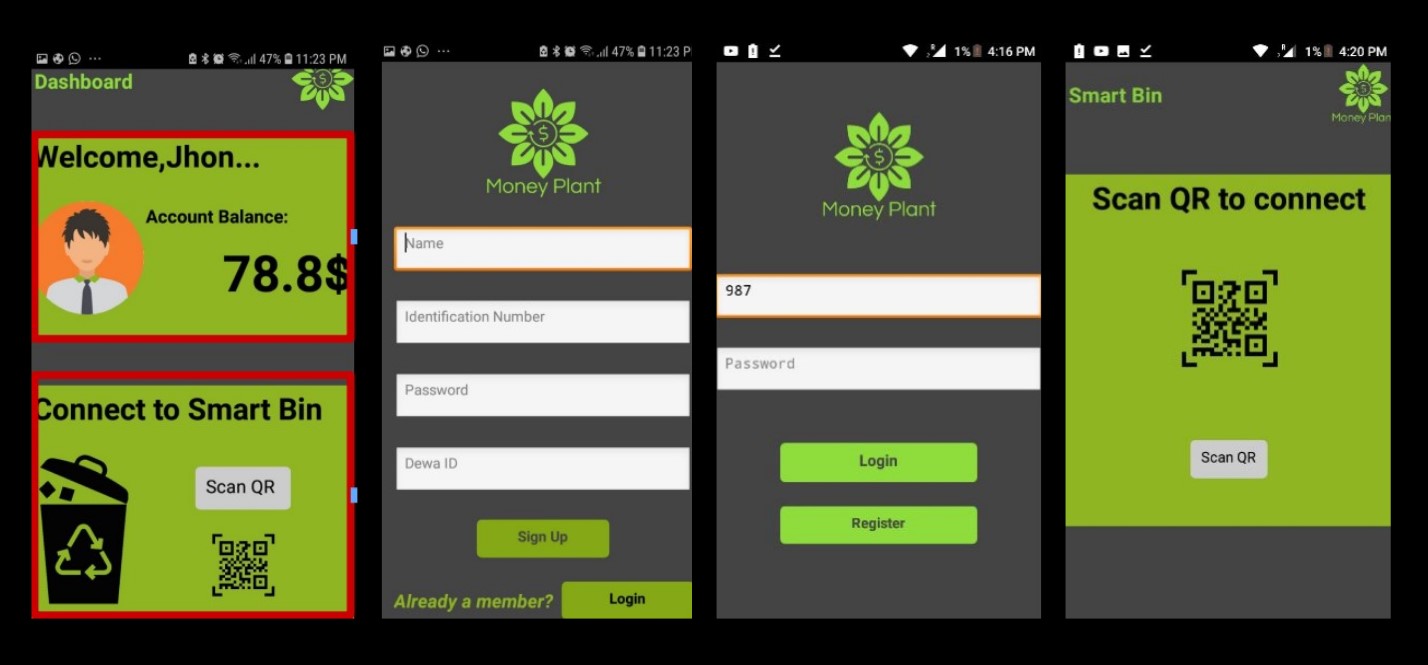 ... 47% 11:23 PM
Dashboard
Welcome,Jhon...
Account Balance:
78.8$
Connect to Smart Bin
Scan QR
... 47% 11:23 P
$
Money Plant
Name
Identification Number
Password
Dewa ID
Sign Up
Already a member?
Login
R 1% 4:16 PM
$
Money Plant
987
Password
Login
Register
R 1% 4:20 PM
Smart Bin
$
Money Plan
Scan QR to connect
Scan QR